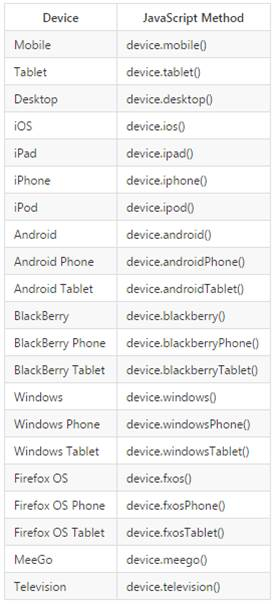 Device JavaScript Method
Mobile device.mobile()
Tablet device.tablet()
Desktop device.desktop()
iOS device.ios()
iPad device.ipad()
iPhone device.iphone()
iPod device.ipod()
Android device.android()
Android Phone device.androidPhone()
Android Tablet device.androidTablet()
BlackBerry device.blackberry()
BlackBerry Phone device.blackberryPhone()
BlackBerry Tablet device.blackberryTablet()
Windows device.windows()
Windows Phone device.windowsPhone()
Windows Tablet device.windowsTablet()
Firefox OS device.fxos()
Firefox OS Phone device.fxosPhone()
Firefox OS Tablet device.fxosTablet()
MeeGo device.meego()
Television device.television()